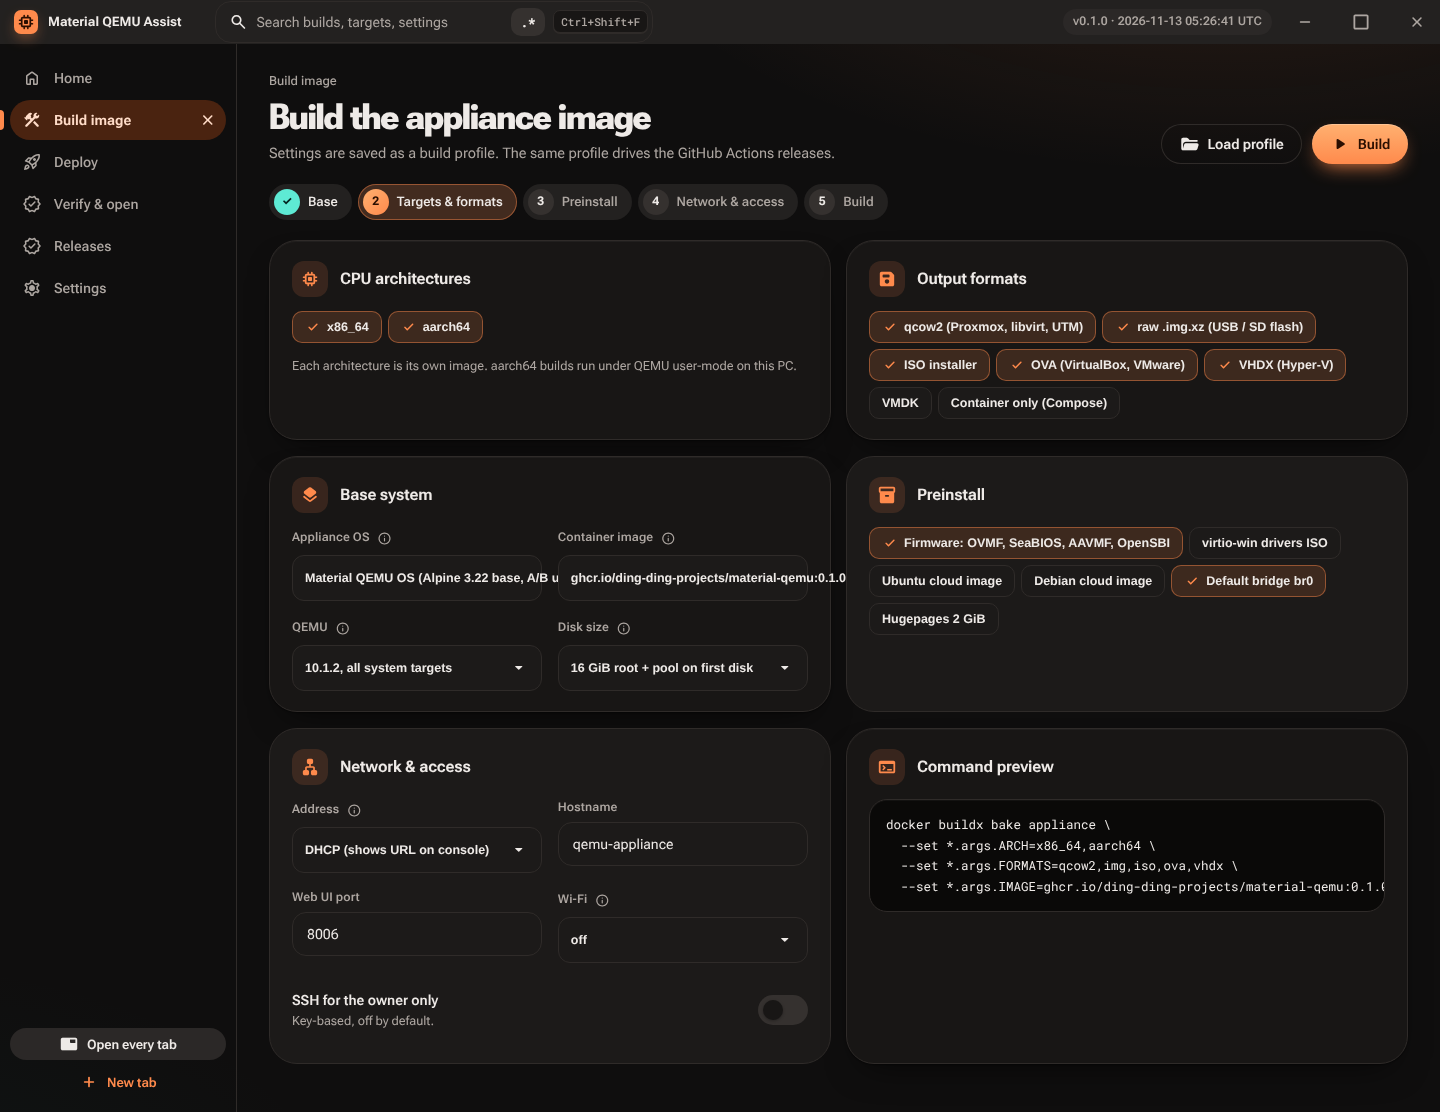 Material QEMU Assist
Search builds, targets, settings
.*
Ctrl+Shift+F
v0.1.0 · 2026-11-13 05:26:41 UTC
Home
Build image
Deploy
Verify & open
Releases
Settings
Open every tab
New tab
Build image
Build the appliance image
Settings are saved as a build profile. The same profile drives the GitHub Actions releases.
Load profile
Build
Base
2 Targets & formats
3 Preinstall
4 Network & access
5 Build
CPU architectures
x86_64
aarch64
Each architecture is its own image. aarch64 builds run under QEMU user-mode on this PC.
Output formats
qcow2 (Proxmox, libvirt, UTM)
raw .img.xz (USB / SD flash)
ISO installer
OVA (VirtualBox, VMware)
VHDX (Hyper-V)
VMDK
Container only (Compose)
Base system
Appliance OS
Material QEMU OS (Alpine 3.22 base, A/B u
Container image
ghcr.io/ding-ding-projects/material-qemu:0.1.0
QEMU
10.1.2, all system targets
Disk size
16 GiB root + pool on first disk
Preinstall
Firmware: OVMF, SeaBIOS, AAVMF, OpenSBI
virtio-win drivers ISO
Ubuntu cloud image
Debian cloud image
Default bridge br0
Hugepages 2 GiB
Network & access
Address
DHCP (shows URL on console)
Hostname
qemu-appliance
Web UI port
8006
Wi-Fi
off
SSH for the owner only
Key-based, off by default.
Command preview
docker buildx bake appliance \
--set *.args.ARCH=x86_64,aarch64 \
--set *.args.FORMATS=qcow2,img,iso,ova,vhdx \
--set *.args.IMAGE=ghcr.io/ding-ding-projects/material-qemu:0.1.0